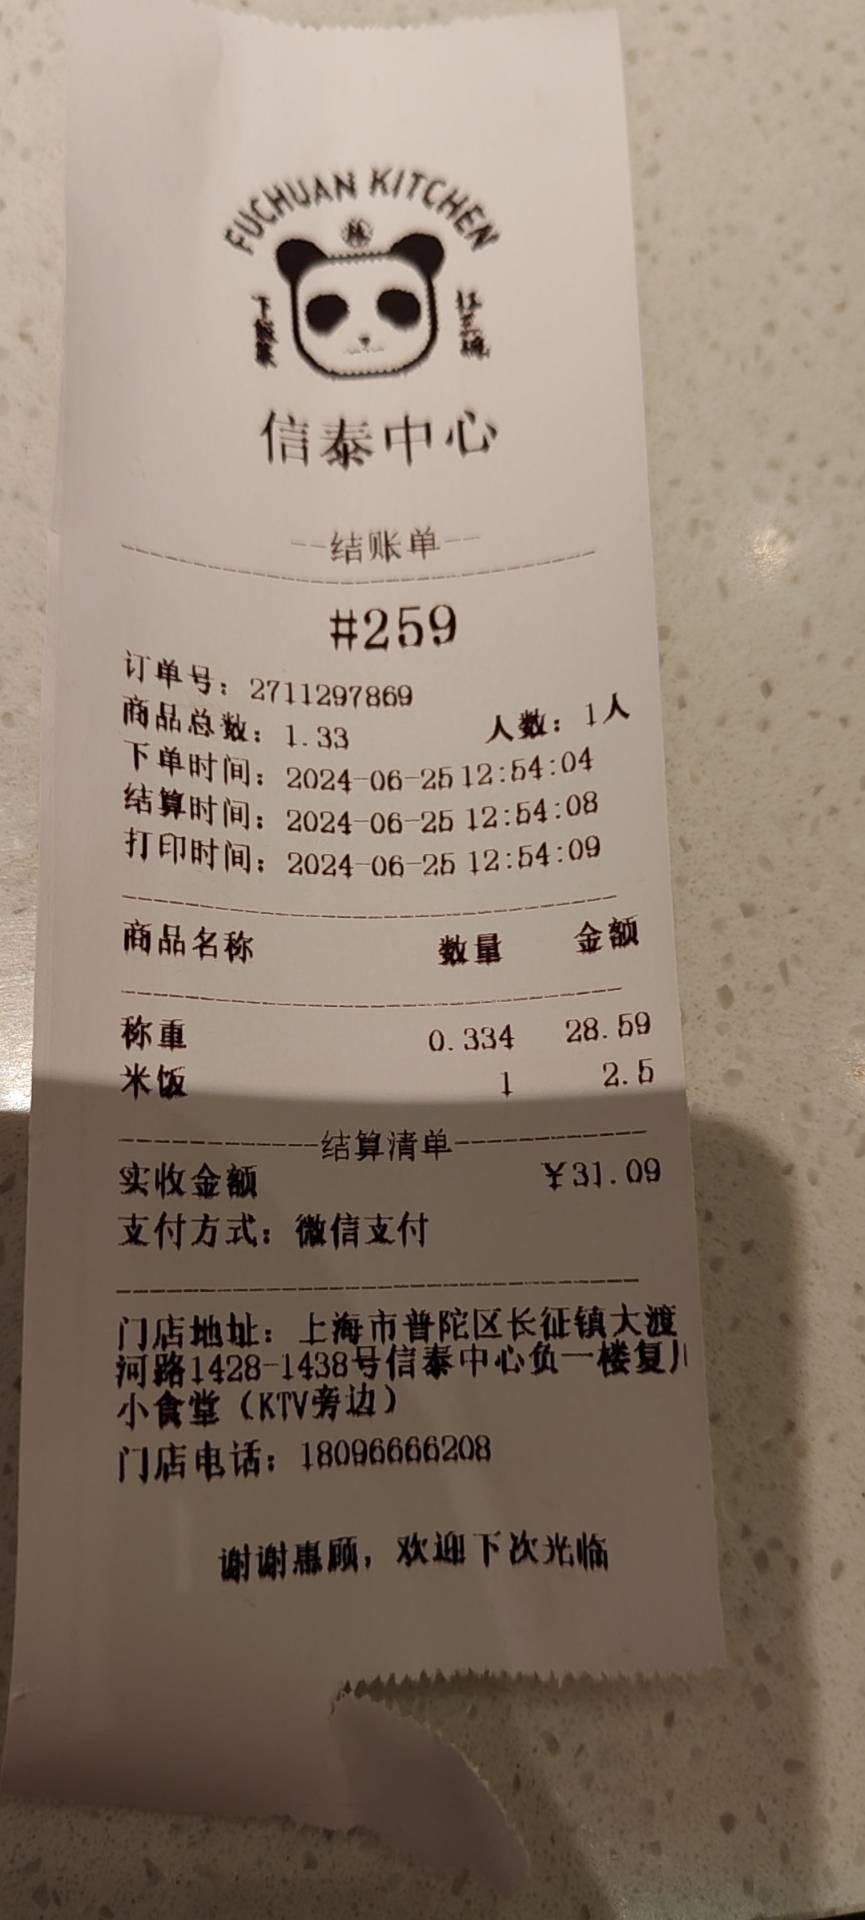 FUCHUAN KITCHEN
下饭菜
信泰中心
--结账单--
#259
订单号：2711297869
商品总数：1.33 人数：1人
下单时间：2024-06-25 12:54:04
结算时间：2024-06-25 12:54:08
打印时间：2024-06-25 12:54:09
商品名称 数量 金额
称重 0.334 28.59
米饭 1 2.5
------------结算清单------------
实收金额 ¥31.09
支付方式：微信支付
门店地址：上海市普陀区长征镇大渡
河路1428-1438号信泰中心负一楼复川
小食堂（KTV旁边）
门店电话：18096666208
谢谢惠顾，欢迎下次光临